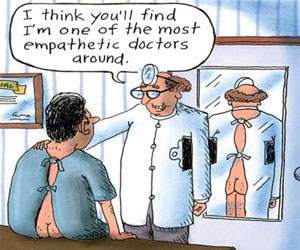 I think you'll find
I'm one of the most
empathetic doctors
around.